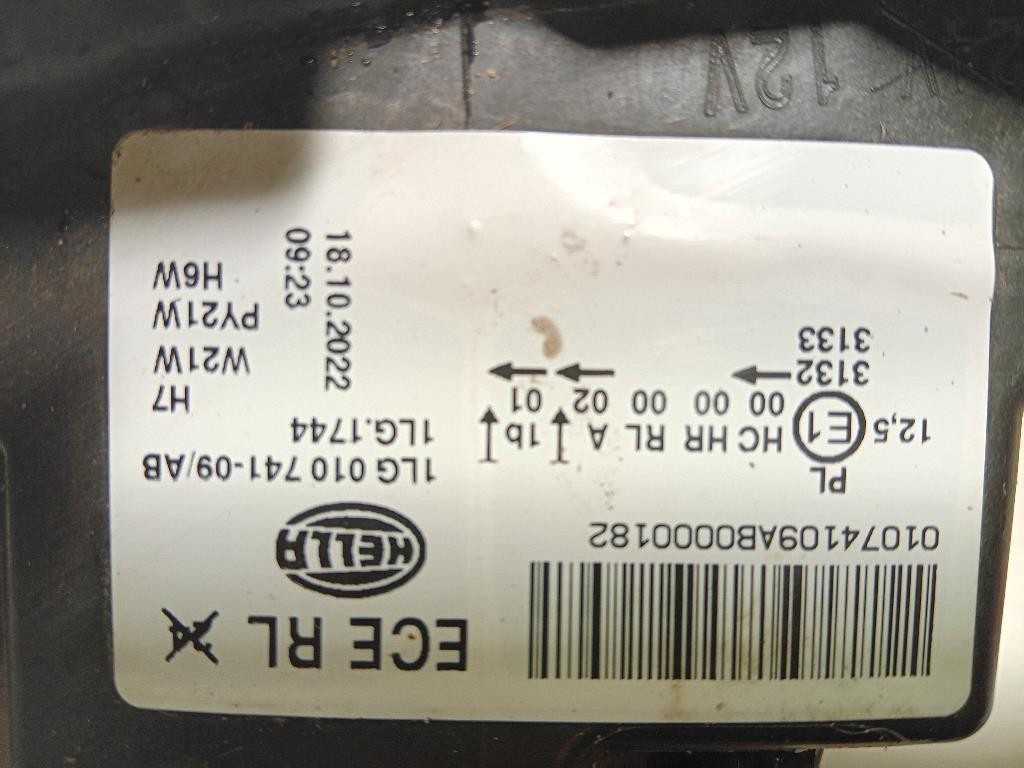 ECE RL
01074109AB0000182
HELLA
PL
12,5 E1 HC HR RL A 1b
00 00 00 02 01
3132
3133
1LG 010 741-09/AB
1LG.1744
H7
W21W
PY21W
H6W
18.10.2022
09:23
12V